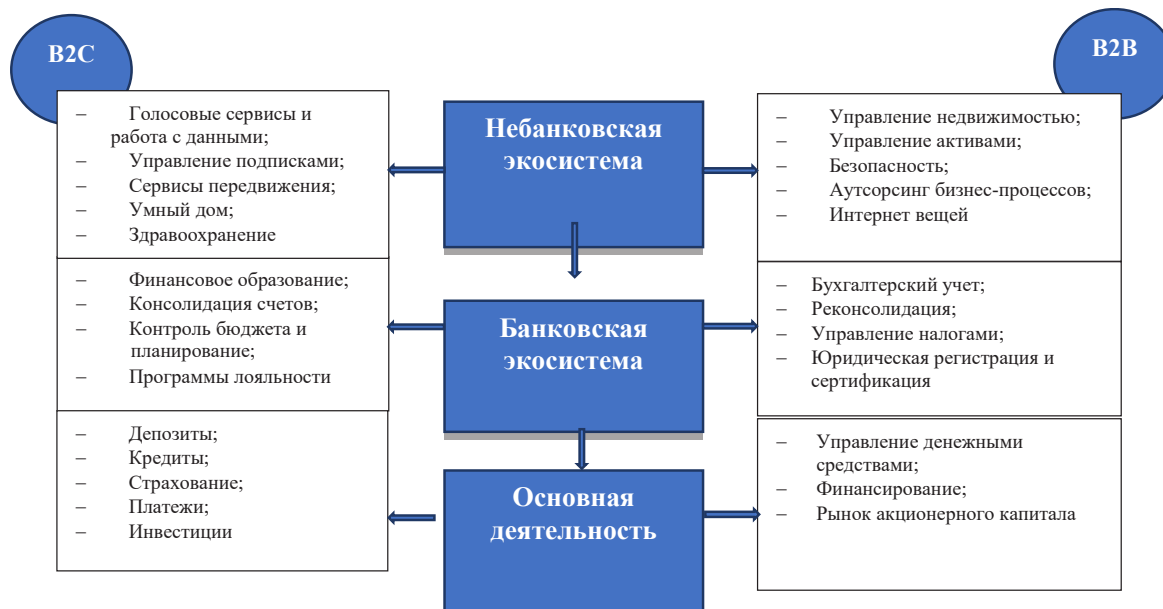 B2C
B2B
– Голосовые сервисы и
работа с данными;
– Управление подписками;
– Сервисы передвижения;
– Умный дом;
– Здравоохранение
Небанковская
экосистема
– Управление недвижимостью;
– Управление активами;
– Безопасность;
– Аутсорсинг бизнес-процессов;
– Интернет вещей
– Финансовое образование;
– Консолидация счетов;
– Контроль бюджета и
планирование;
– Программы лояльности
Банковская
экосистема
– Бухгалтерский учет;
– Реконсолидация;
– Управление налогами;
– Юридическая регистрация и
сертификация
– Депозиты;
– Кредиты;
– Страхование;
– Платежи;
– Инвестиции
Основная
деятельность
– Управление денежными
средствами;
– Финансирование;
– Рынок акционерного капитала